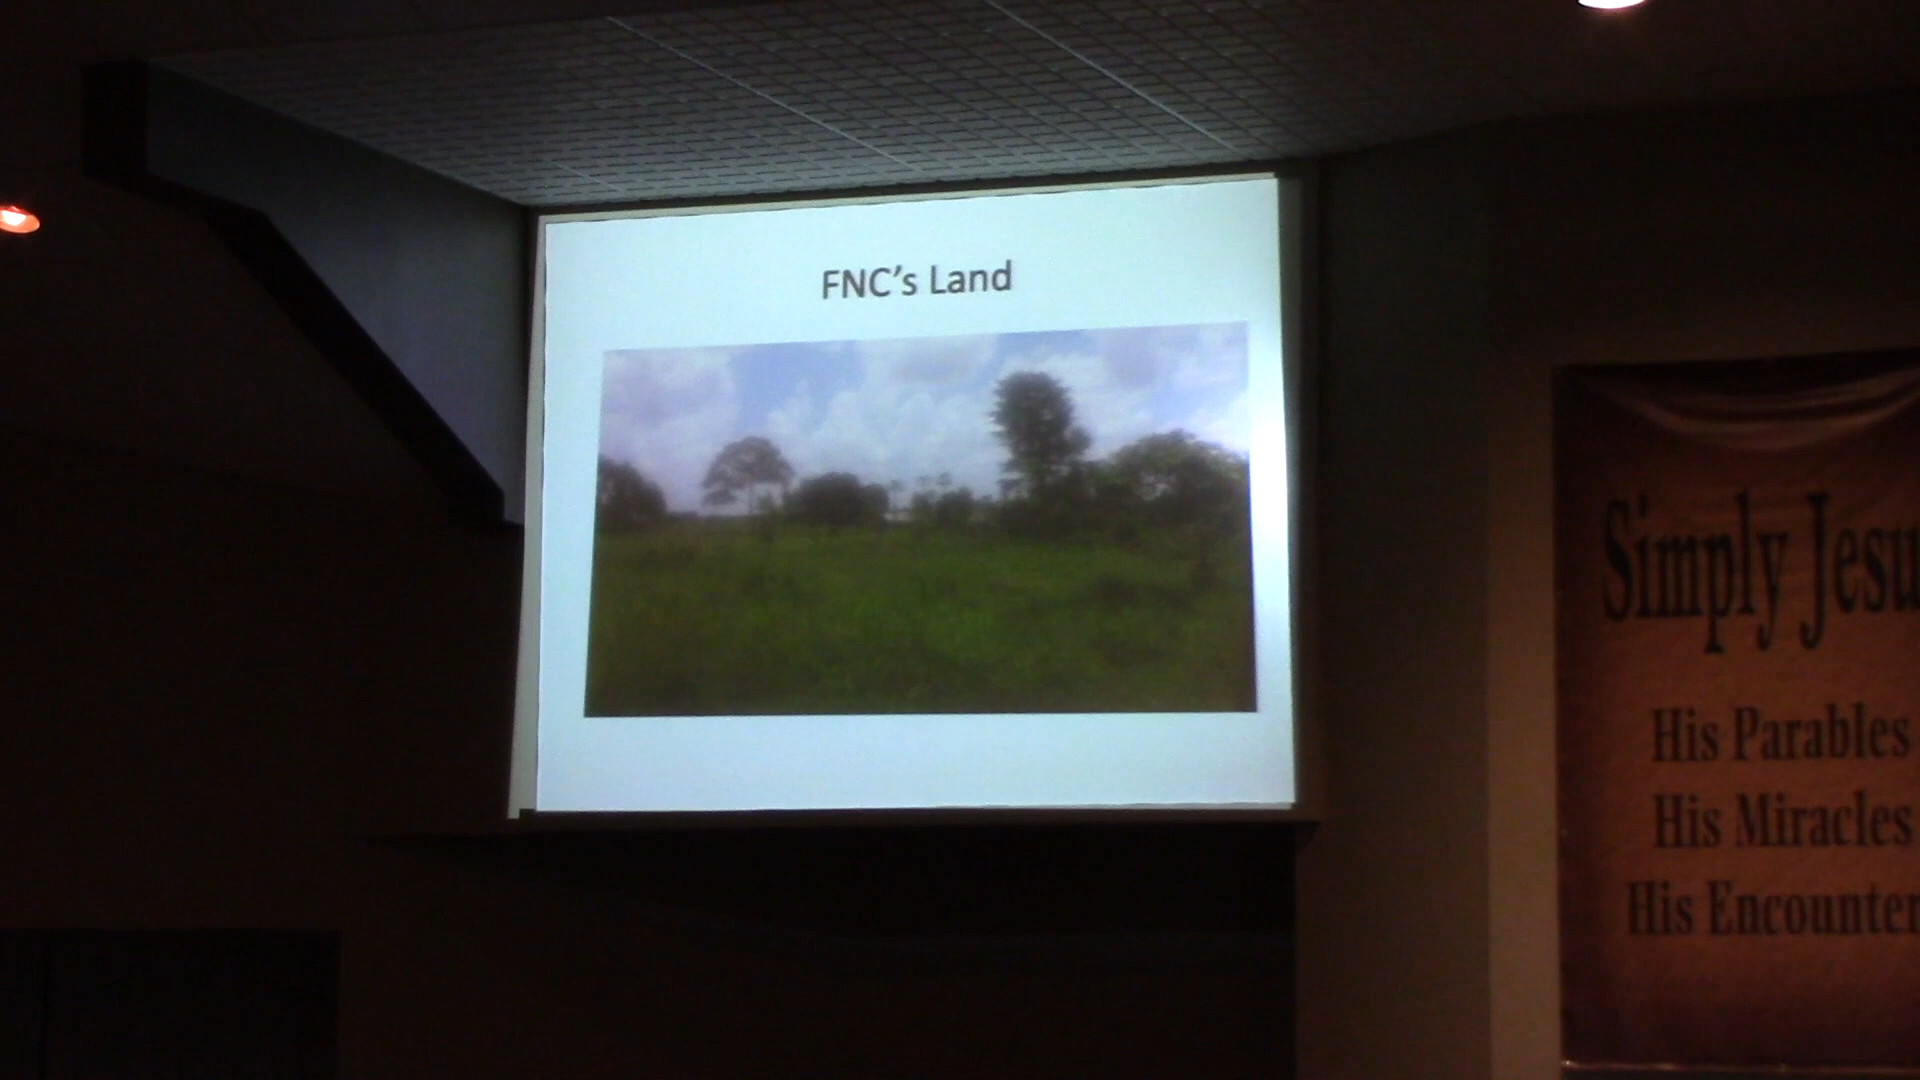 FNC's Land
Simply Jesu
His Parables
His Miracles
His Encounter